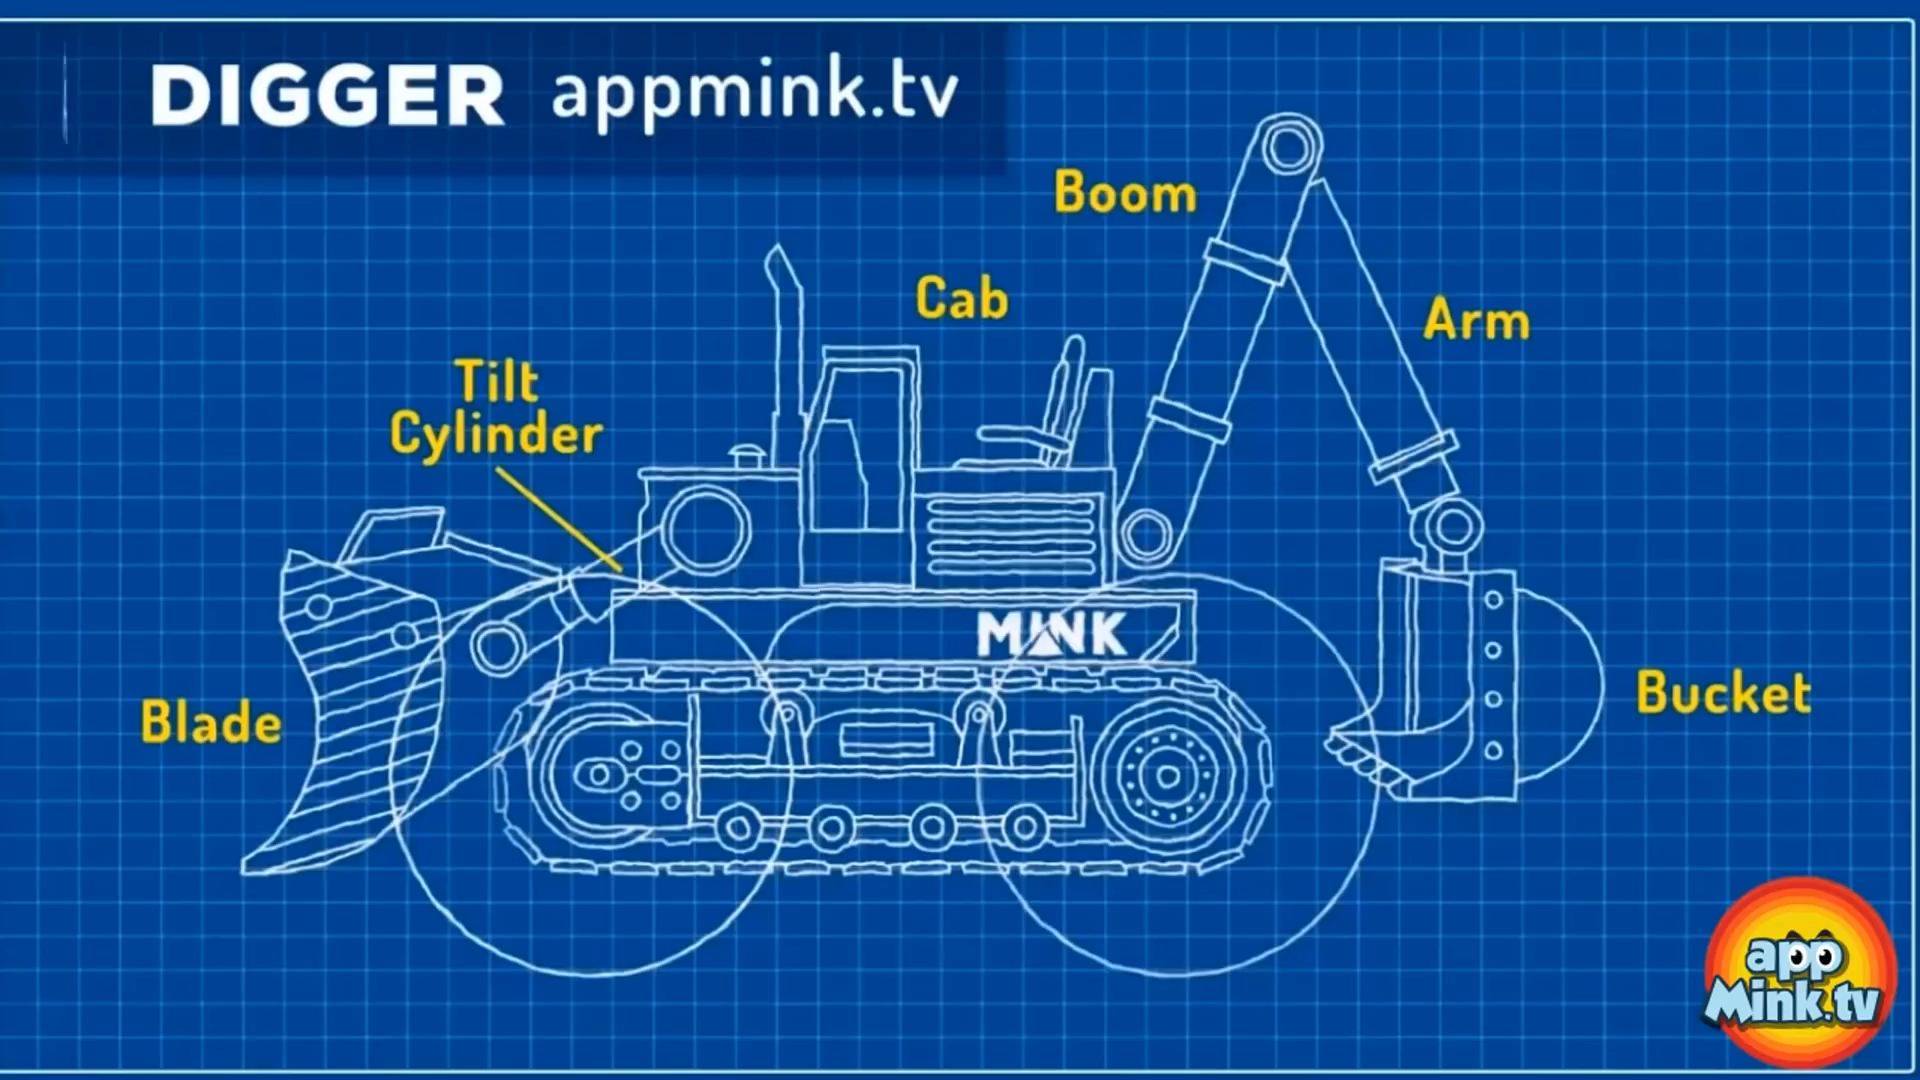 DIGGER appmink.tv
Boom
Cab
Arm
Tilt
Cylinder
MINK
Blade
Bucket
app
Mink.tv